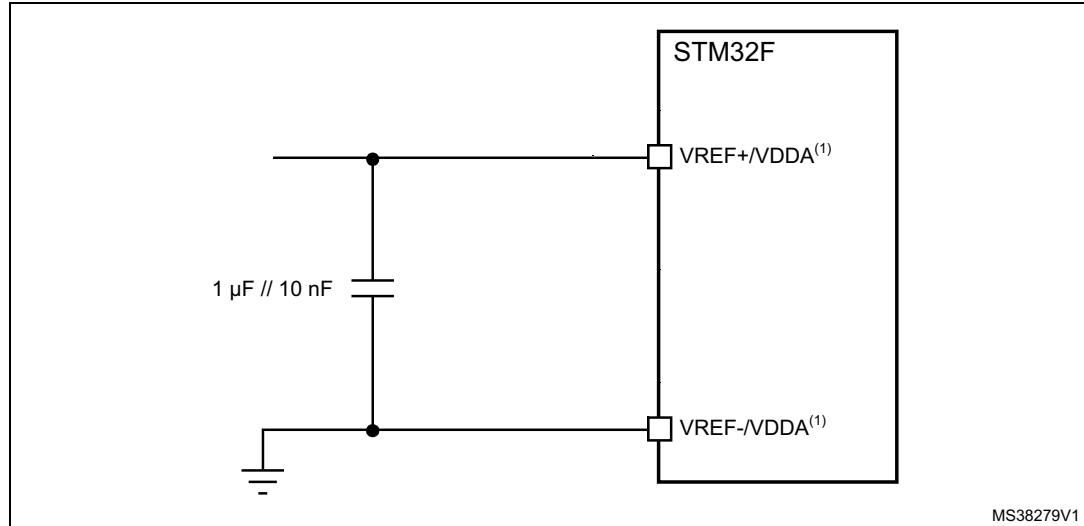 STM32F
VREF+/VDDA(1)
1 µF // 10 nF
VREF-/VDDA(1)
MS38279V1